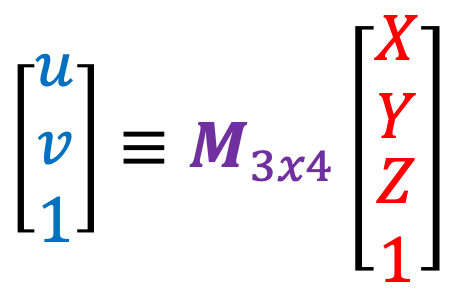 [u v 1] ≡ M3x4 [X Y Z 1]